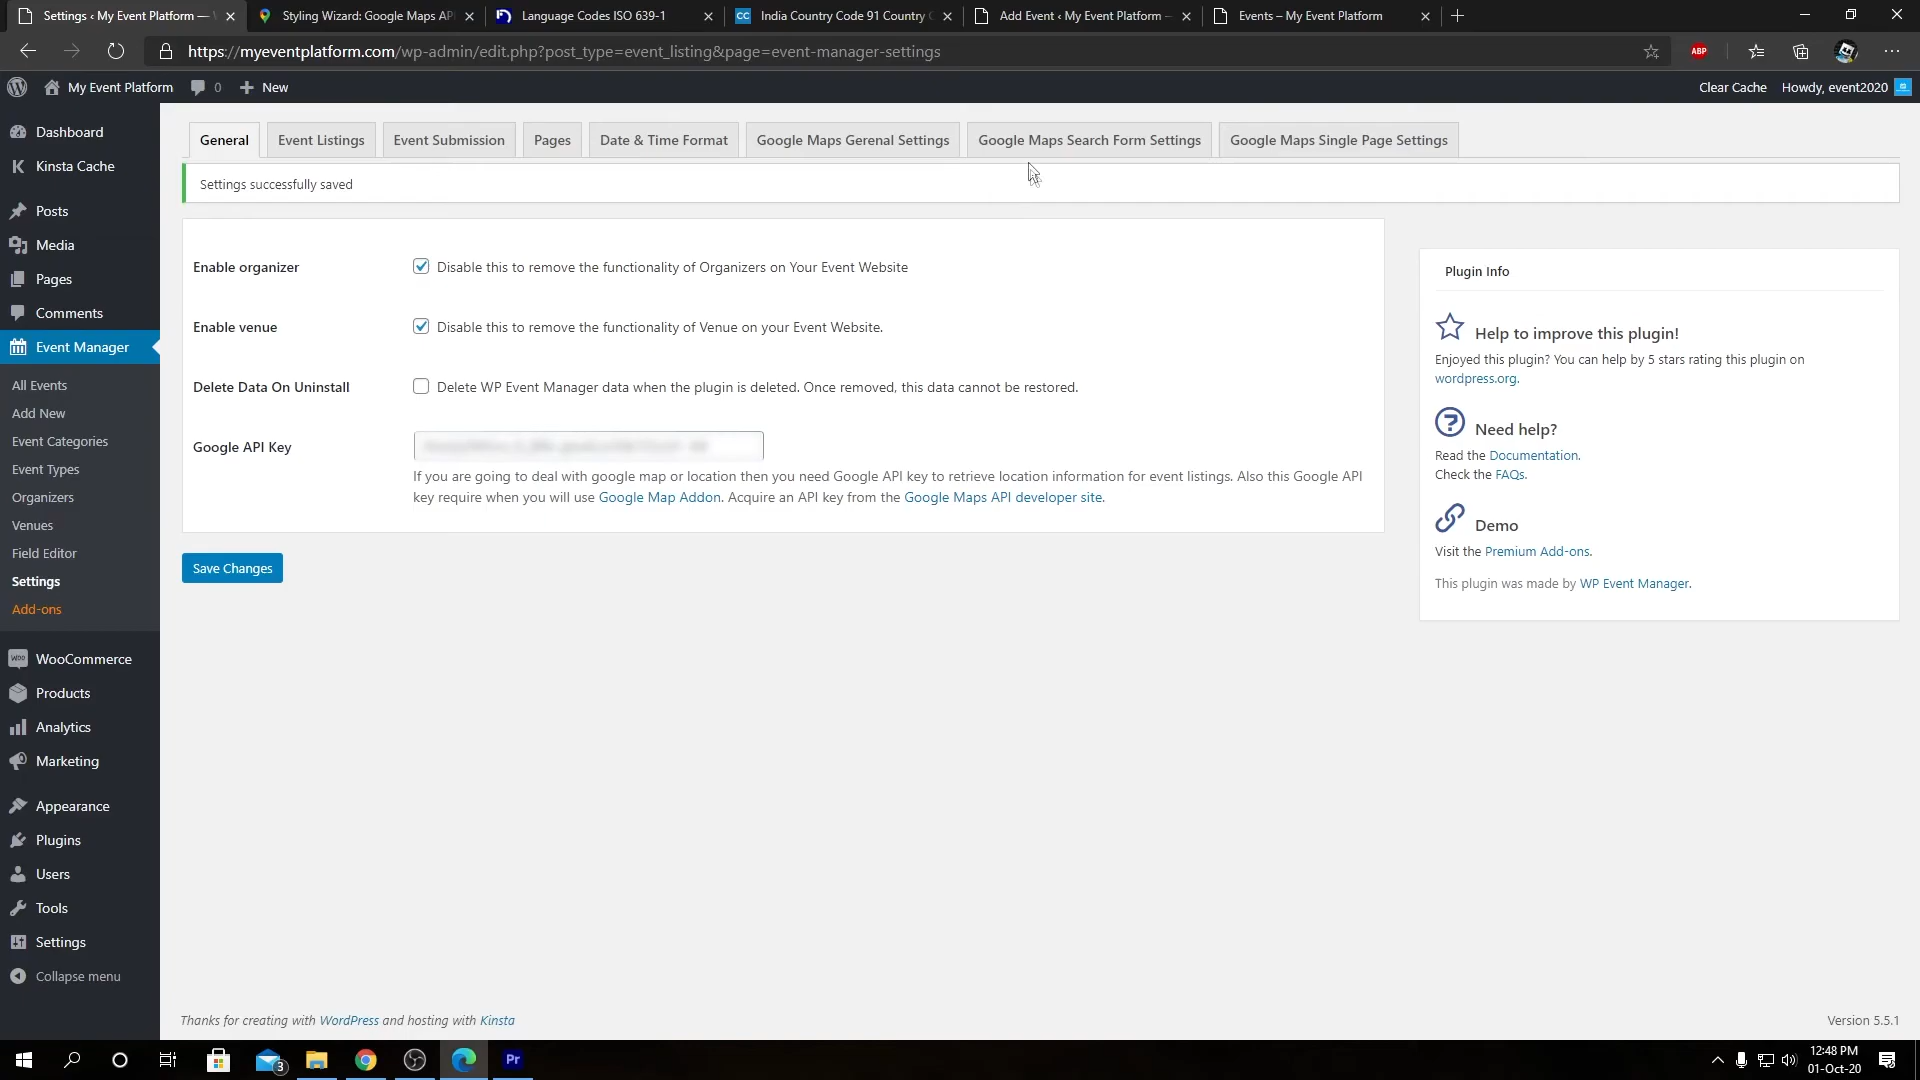 Settings ‹ My Event Platform —
Styling Wizard: Google Maps AP
Language Codes ISO 639-1
CC India Country Code 91 Country
Add Event ‹ My Event Platform —
Events – My Event Platform
https://myeventplatform.com/wp-admin/edit.php?post_type=event_listing&page=event-manager-settings
ABP
My Event Platform
0
New
Clear Cache
Howdy, event2020
Dashboard
Kinsta Cache
Posts
Media
Pages
Comments
Event Manager
All Events
Add New
Event Categories
Event Types
Organizers
Venues
Field Editor
Settings
Add-ons
WooCommerce
Products
Analytics
Marketing
Appearance
Plugins
Users
Tools
Settings
Collapse menu
General
Event Listings
Event Submission
Pages
Date & Time Format
Google Maps Gerenal Settings
Google Maps Search Form Settings
Google Maps Single Page Settings
Settings successfully saved
Enable organizer
Disable this to remove the functionality of Organizers on Your Event Website
Enable venue
Disable this to remove the functionality of Venue on your Event Website.
Delete Data On Uninstall
Delete WP Event Manager data when the plugin is deleted. Once removed, this data cannot be restored.
Google API Key
If you are going to deal with google map or location then you need Google API key to retrieve location information for event listings. Also this Google API
key require when you will use Google Map Addon. Acquire an API key from the Google Maps API developer site.
Save Changes
Plugin Info
Help to improve this plugin!
Enjoyed this plugin? You can help by 5 stars rating this plugin on
wordpress.org.
Need help?
Read the Documentation.
Check the FAQs.
Demo
Visit the Premium Add-ons.
This plugin was made by WP Event Manager.
Thanks for creating with WordPress and hosting with Kinsta
Version 5.5.1
3
Pr
12:48 PM
01-Oct-20